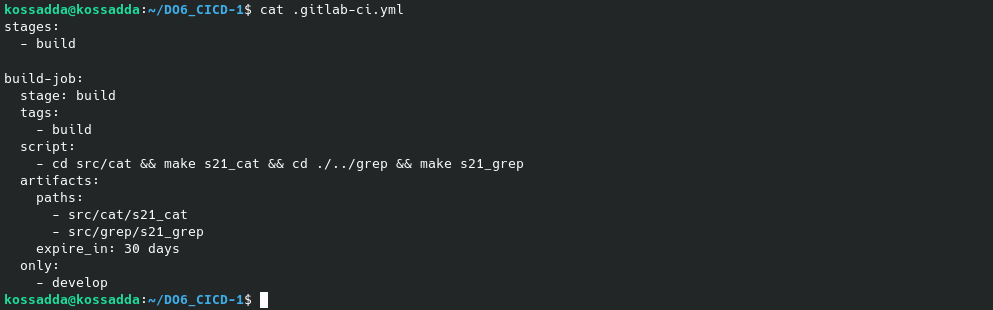 kossadda@kossadda:~/DO6_CICD-1$ cat .gitlab-ci.yml
stages:
  - build

build-job:
  stage: build
  tags:
    - build
  script:
    - cd src/cat && make s21_cat && cd ./../grep && make s21_grep
  artifacts:
    paths:
      - src/cat/s21_cat
      - src/grep/s21_grep
    expire_in: 30 days
  only:
    - develop
kossadda@kossadda:~/DO6_CICD-1$